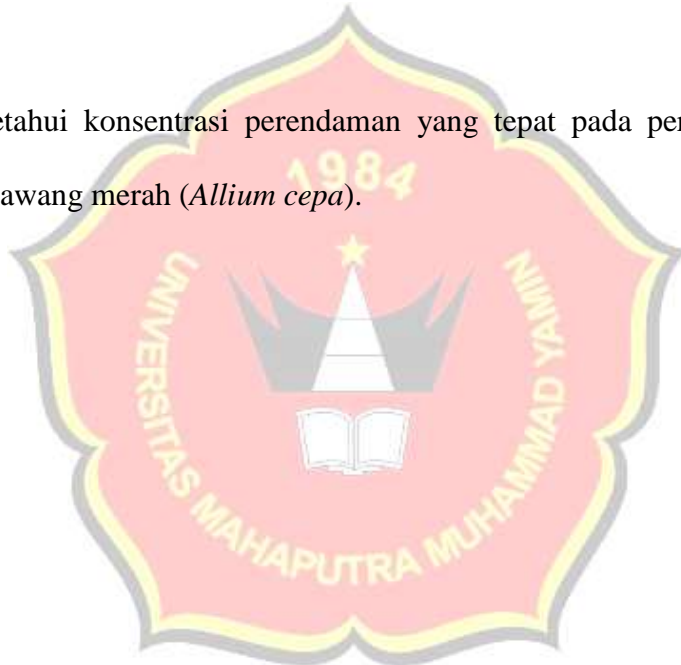 etahui konsentrasi perendaman yang tepat pada per
awang merah (Allium cepa).
1984
UNIVERSITAS MAHAPUTRA MUHAMMAD YAMIN